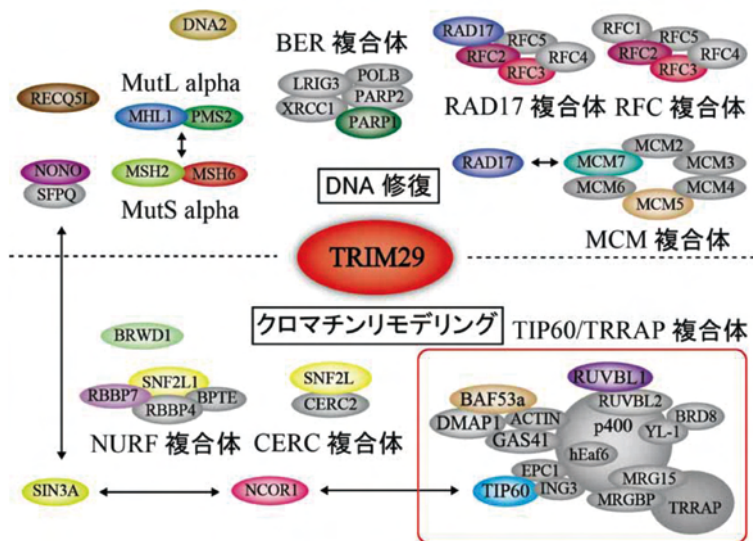 DNA2
BER 複合体
RAD17
RFC5
RFC4
RFC2
RFC3
RAD17 複合体
RFC1
RFC5
RFC4
RFC2
RFC3
RFC 複合体
RECQ5L
MutL alpha
MHL1
PMS2
LRIG3
POLB
XRCC1
PARP2
PARP1
NONO
SFPQ
MSH2
MSH6
MutS alpha
DNA 修復
RAD17
MCM7
MCM2
MCM3
MCM6
MCM4
MCM5
MCM 複合体
TRIM29
クロマチンリモデリング
TIP60/TRRAP 複合体
BRWD1
SNF2L1
RBBP7
BPTE
RBBP4
NURF 複合体
SNF2L
CERC2
CERC 複合体
RUVBL1
BAF53a
RUVBL2
DMAP1
ACTIN
p400
BRD8
GAS41
YL-1
hEaf6
EPC1
TIP60
ING3
MRG15
MRGBP
TRRAP
SIN3A
NCOR1